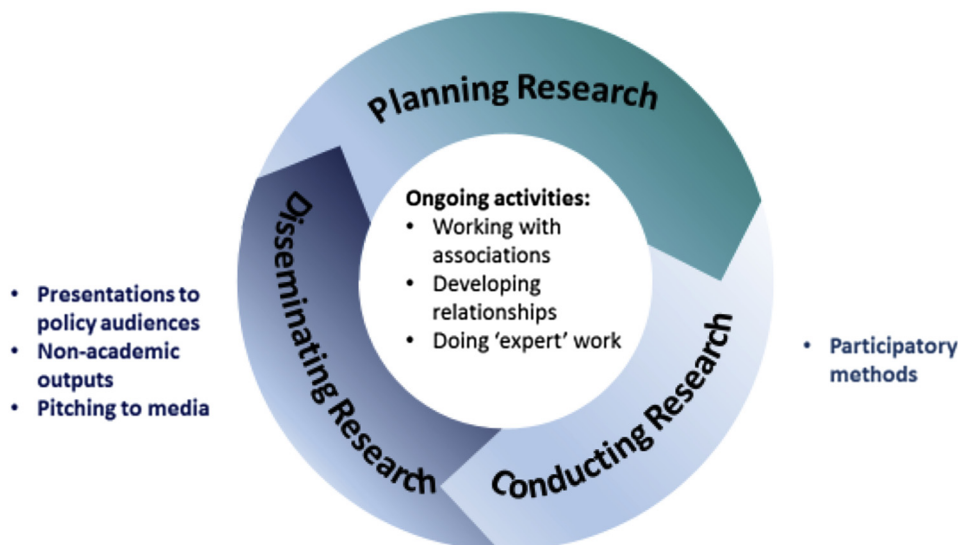 Planning Research
Ongoing activities:
• Working with
associations
• Developing
relationships
• Doing ‘expert’ work
Conducting Research
• Participatory
methods
Disseminating Research
• Presentations to
policy audiences
• Non-academic
outputs
• Pitching to media